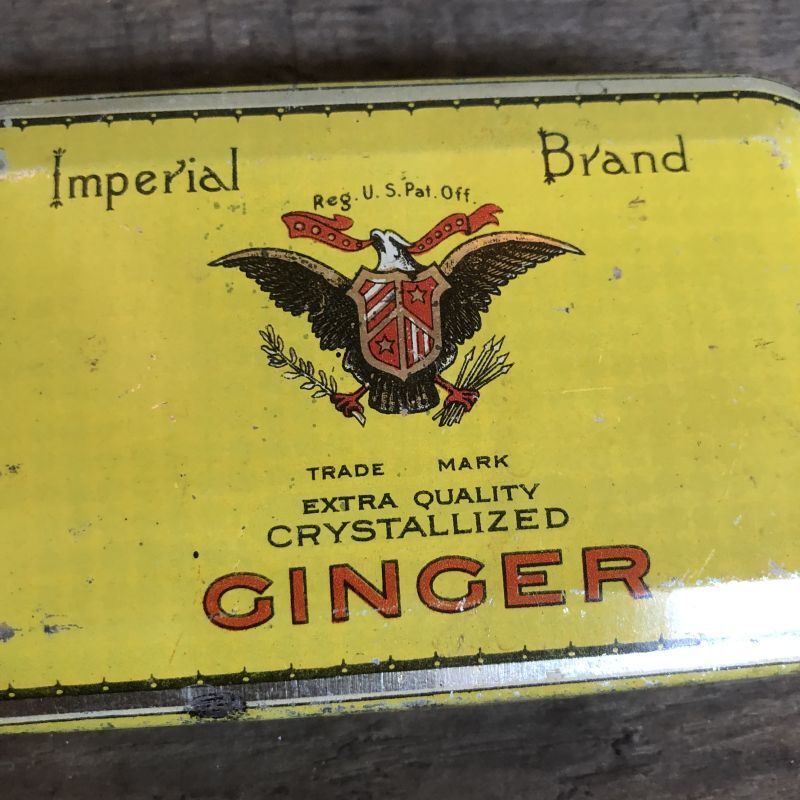 Imperial Brand
Reg. U. S. Pat. Off.
TRADE MARK
EXTRA QUALITY
CRYSTALLIZED
GINGER